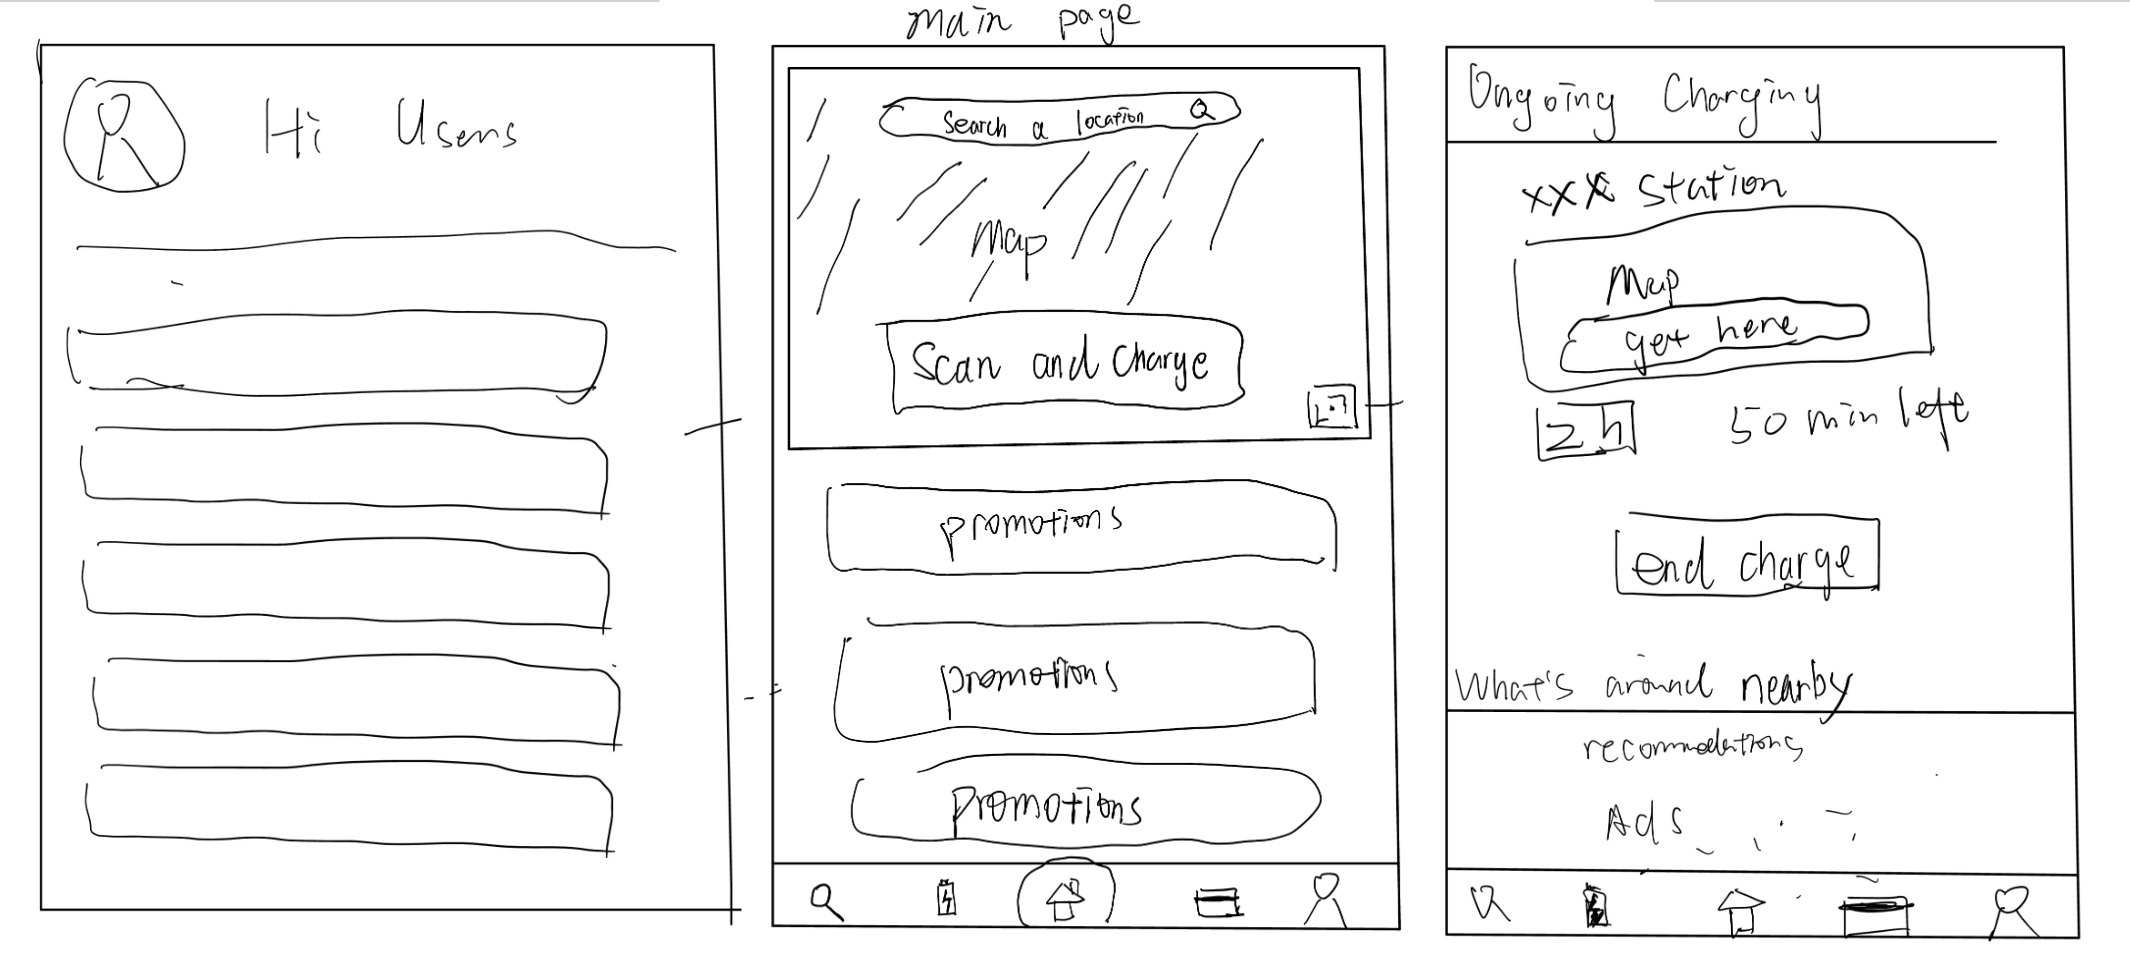 main page
Hi Users
Search a location
Map
Scan and Charge
promotions
promotions
promotions
Ongoing Charging
xxx station
Map
get here
2h 50 min left
end charge
What's around nearby
recommodations
Ads